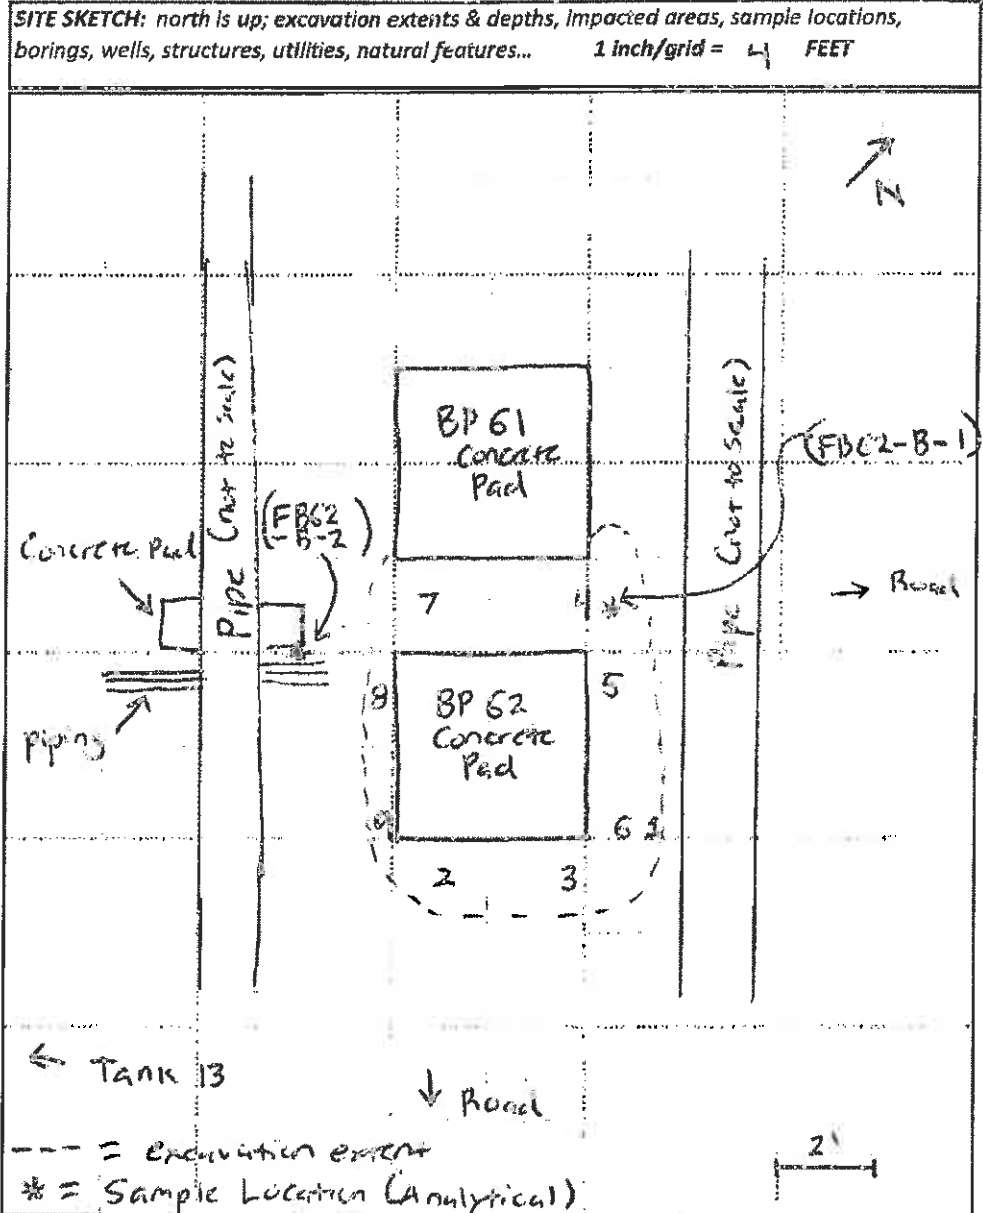 SITE SKETCH: north is up; excavation extents & depths, impacted areas, sample locations,
borings, wells, structures, utilities, natural features... 1 inch/grid = 4 FEET
N
BP 61
Concrete
Pad
Pipe (not to scale)
Pipe (not to scale)
(FB62-B-1)
(FB62
-B-2)
Concrete Pad
→ Road
7
4
*
8
BP 62
Concrete
Pad
5
piping
9
6 1
2
3
← Tank 13
↓ Road
--- = excavation extent
2'
* = Sample Location (Analytical)